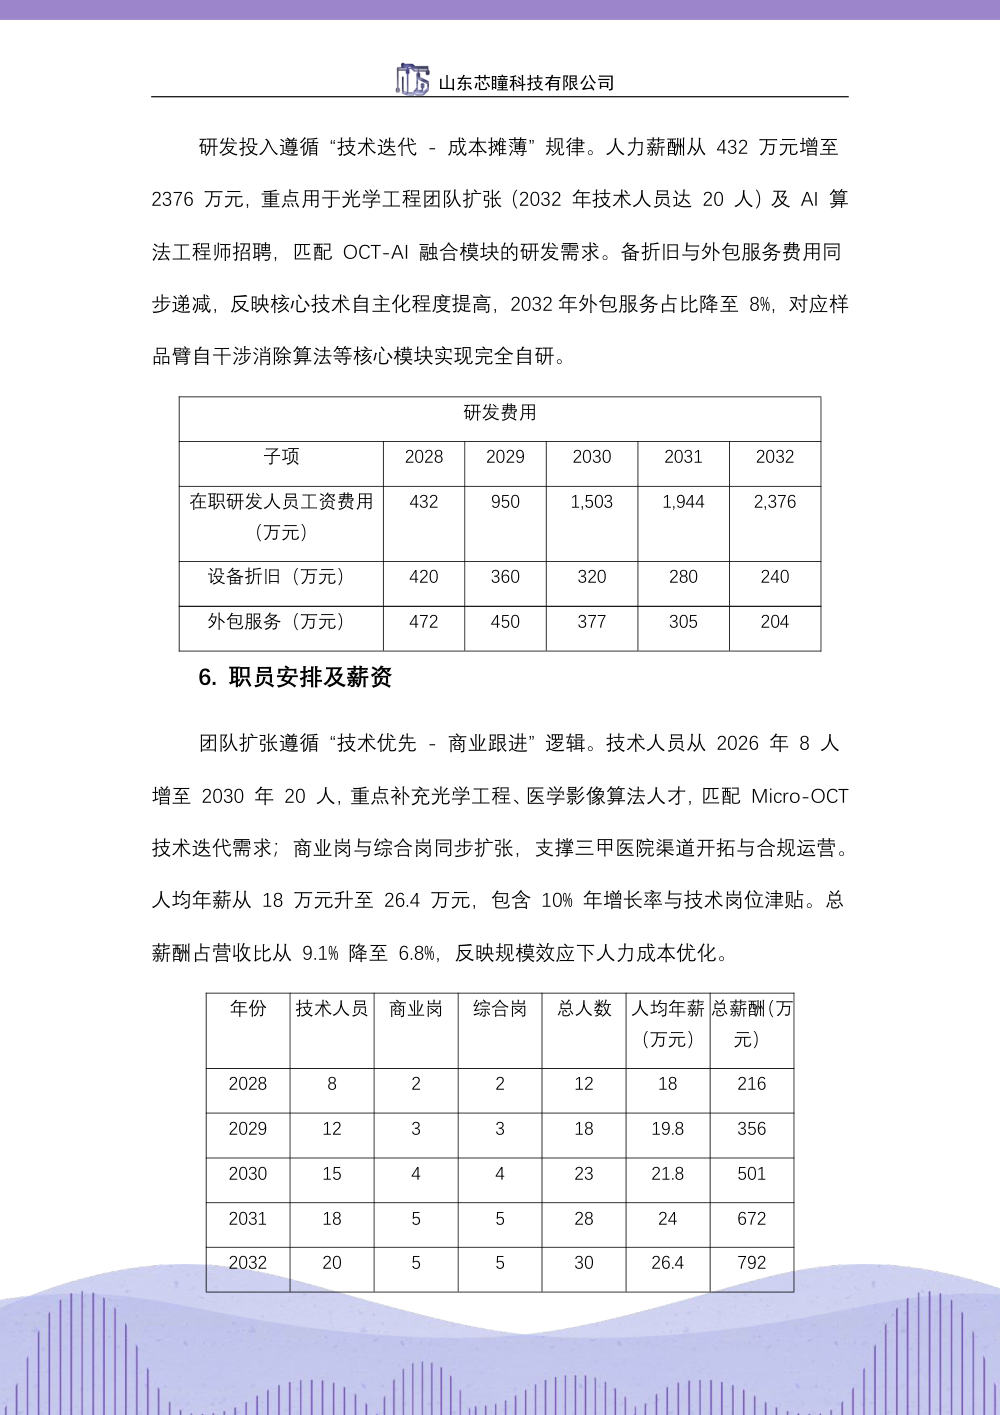 山东芯瞳科技有限公司
研发投入遵循 “技术迭代 - 成本摊薄” 规律。人力薪酬从 432 万元增至
2376 万元，重点用于光学工程团队扩张（2032 年技术人员达 20 人）及 AI 算
法工程师招聘，匹配 OCT-AI 融合模块的研发需求。备折旧与外包服务费用同
步递减，反映核心技术自主化程度提高，2032 年外包服务占比降至 8%，对应样
品臂自干涉消除算法等核心模块实现完全自研。
研发费用
子项 2028 2029 2030 2031 2032
在职研发人员工资费用 432 950 1,503 1,944 2,376
（万元）
设备折旧（万元） 420 360 320 280 240
外包服务（万元） 472 450 377 305 204
6. 职员安排及薪资
团队扩张遵循 “技术优先 - 商业跟进” 逻辑。技术人员从 2026 年 8 人
增至 2030 年 20 人，重点补充光学工程、医学影像算法人才，匹配 Micro-OCT
技术迭代需求；商业岗与综合岗同步扩张，支撑三甲医院渠道开拓与合规运营。
人均年薪从 18 万元升至 26.4 万元，包含 10% 年增长率与技术岗位津贴。总
薪酬占营收比从 9.1% 降至 6.8%，反映规模效应下人力成本优化。
年份 技术人员 商业岗 综合岗 总人数 人均年薪 总薪酬（万
（万元） 元）
2028 8 2 2 12 18 216
2029 12 3 3 18 19.8 356
2030 15 4 4 23 21.8 501
2031 18 5 5 28 24 672
2032 20 5 5 30 26.4 792